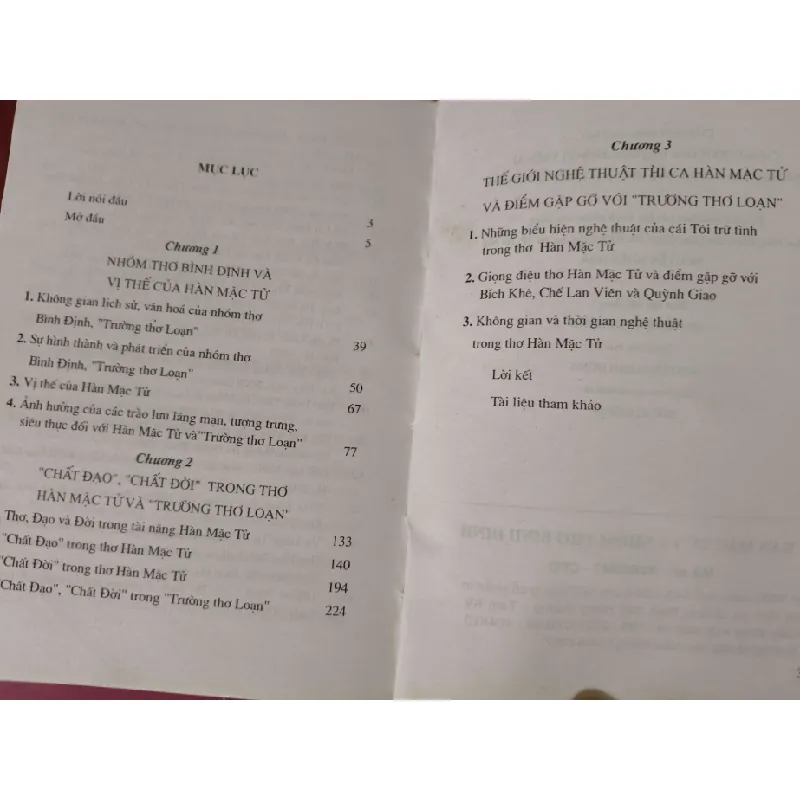 MỤC LỤC
Lời nói đầu 3
Mở đầu 5
Chương 1
NHÓM THƠ BÌNH ĐỊNH VÀ
VỊ THẾ CỦA HÀN MẶC TỬ
1. Không gian lịch sử, văn hoá của nhóm thơ
Bình Định, "Trường thơ Loạn" 39
2. Sự hình thành và phát triển của nhóm thơ
Bình Định, "Trường thơ Loạn" 50
3. Vị thế của Hàn Mặc Tử 67
4. Ảnh hưởng của các trào lưu lãng mạn, tượng trưng,
siêu thực đối với Hàn Mặc Tử và "Trường thơ Loạn" 77
Chương 2
"CHẤT ĐẠO", "CHẤT ĐỜI" TRONG THƠ
HÀN MẶC TỬ VÀ "TRƯỜNG THƠ LOẠN"
Thơ, Đạo và Đời trong tài năng Hàn Mặc Tử 133
"Chất Đạo" trong thơ Hàn Mặc Tử 140
"Chất Đời" trong thơ Hàn Mặc Tử 194
Chất Đạo", "Chất Đời" trong "Trường thơ Loạn" 224
Chương 3
THẾ GIỚI NGHỆ THUẬT THI CA HÀN MẶC TỬ
VÀ ĐIỂM GẶP GỠ VỚI "TRƯỜNG THƠ LOẠN"
1. Những biểu hiện nghệ thuật của cái Tôi trữ tình
trong thơ Hàn Mặc Tử
2. Giọng điệu thơ Hàn Mặc Tử và điểm gặp gỡ với
Bích Khê, Chế Lan Viên và Quỳnh Giao
3. Không gian và thời gian nghệ thuật
trong thơ Hàn Mặc Tử
Lời kết
Tài liệu tham khảo